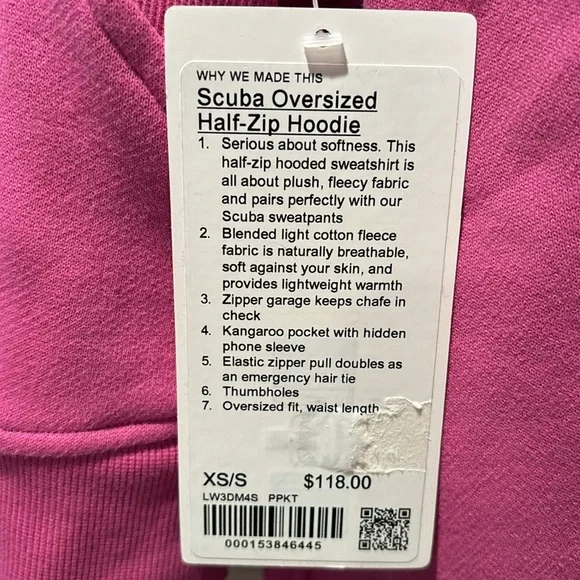 WHY WE MADE THIS
Scuba Oversized
Half-Zip Hoodie
1. Serious about softness. This
half-zip hooded sweatshirt is
all about plush, fleecy fabric
and pairs perfectly with our
Scuba sweatpants
2. Blended light cotton fleece
fabric is naturally breathable,
soft against your skin, and
provides lightweight warmth
3. Zipper garage keeps chafe in
check
4. Kangaroo pocket with hidden
phone sleeve
5. Elastic zipper pull doubles as
an emergency hair tie
6. Thumbholes
7. Oversized fit, waist length
XS/S $118.00
LW3DM4S PPKT
000153846445